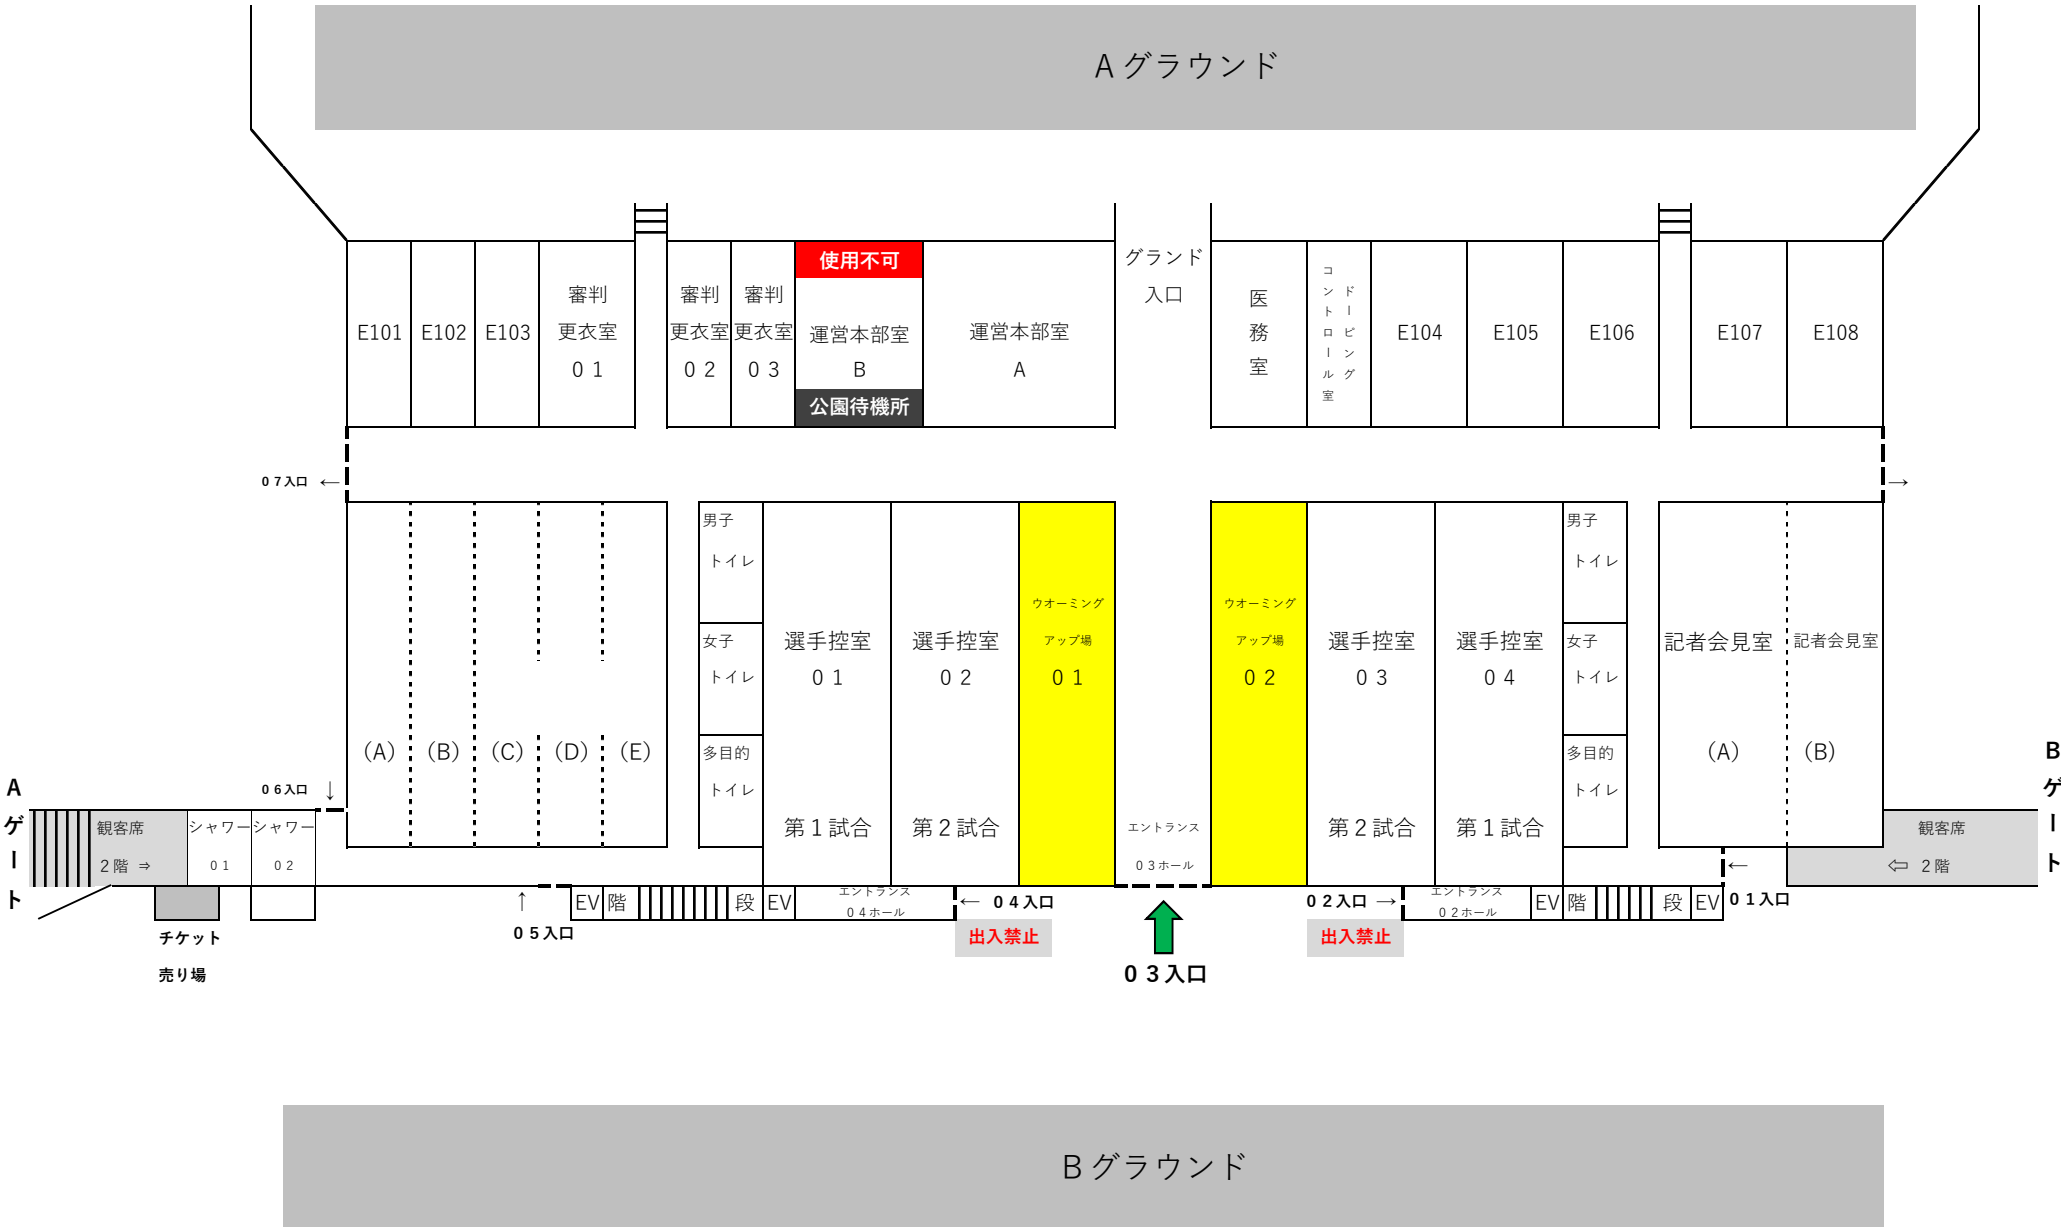 Aグラウンド
グランド
入口
E101
E102
E103
審判
更衣室
０１
審判
更衣室
０２
審判
更衣室
０３
使用不可
運営本部室
B
公園待機所
運営本部室
A
医
務
室
ドーピング
コントロール室
E104
E105
E106
E107
E108
０７入口 ←
→
(A)
(B)
(C)
(D)
(E)
男子
トイレ
女子
トイレ
多目的
トイレ
選手控室
０１
第１試合
選手控室
０２
第２試合
ウオーミング
アップ場
０１
エントランス
０３ホール
ウオーミング
アップ場
０２
選手控室
０３
第２試合
選手控室
０４
第１試合
男子
トイレ
女子
トイレ
多目的
トイレ
記者会見室
(A)
記者会見室
(B)
Aゲート
０６入口 ↓
観客席
２階 ⇒
シャワー
０１
シャワー
０２
チケット
売り場
↑
０５入口
EV
階
段
EV
エントランス
０４ホール
← ０４入口
出入禁止
０３入口
０２入口 →
出入禁止
エントランス
０２ホール
EV
階
段
EV
←
０１入口
観客席
⇦ ２階
Bゲート
Bグラウンド